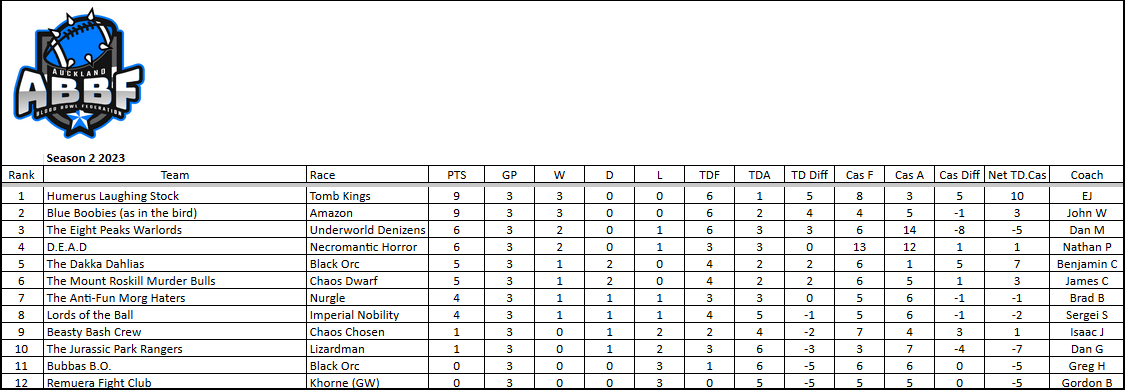 AUCKLAND
ABBF
BLOOD BOWL FEDERATION
Season 2 2023
Rank Team Race PTS GP W D L TDF TDA TD Diff Cas F Cas A Cas Diff Net TD.Cas Coach
1 Humerus Laughing Stock Tomb Kings 9 3 3 0 0 6 1 5 8 3 5 10 EJ
2 Blue Boobies (as in the bird) Amazon 9 3 3 0 0 6 2 4 4 5 -1 3 John W
3 The Eight Peaks Warlords Underworld Denizens 6 3 2 0 1 6 3 3 6 14 -8 -5 Dan M
4 D.E.A.D Necromantic Horror 6 3 2 0 1 3 3 0 13 12 1 1 Nathan P
5 The Dakka Dahlias Black Orc 5 3 1 2 0 4 2 2 6 1 5 7 Benjamin C
6 The Mount Roskill Murder Bulls Chaos Dwarf 5 3 1 2 0 4 2 2 6 5 1 3 James C
7 The Anti-Fun Morg Haters Nurgle 4 3 1 1 1 3 3 0 5 6 -1 -1 Brad B
8 Lords of the Ball Imperial Nobility 4 3 1 1 1 4 5 -1 5 6 -1 -2 Sergei S
9 Beasty Bash Crew Chaos Chosen 1 3 0 1 2 2 4 -2 7 4 3 1 Isaac J
10 The Jurassic Park Rangers Lizardman 1 3 0 1 2 3 6 -3 3 7 -4 -7 Dan G
11 Bubbas B.O. Black Orc 0 3 0 0 3 1 6 -5 6 6 0 -5 Greg H
12 Remuera Fight Club Khorne (GW) 0 3 0 0 3 0 5 -5 5 5 0 -5 Gordon B